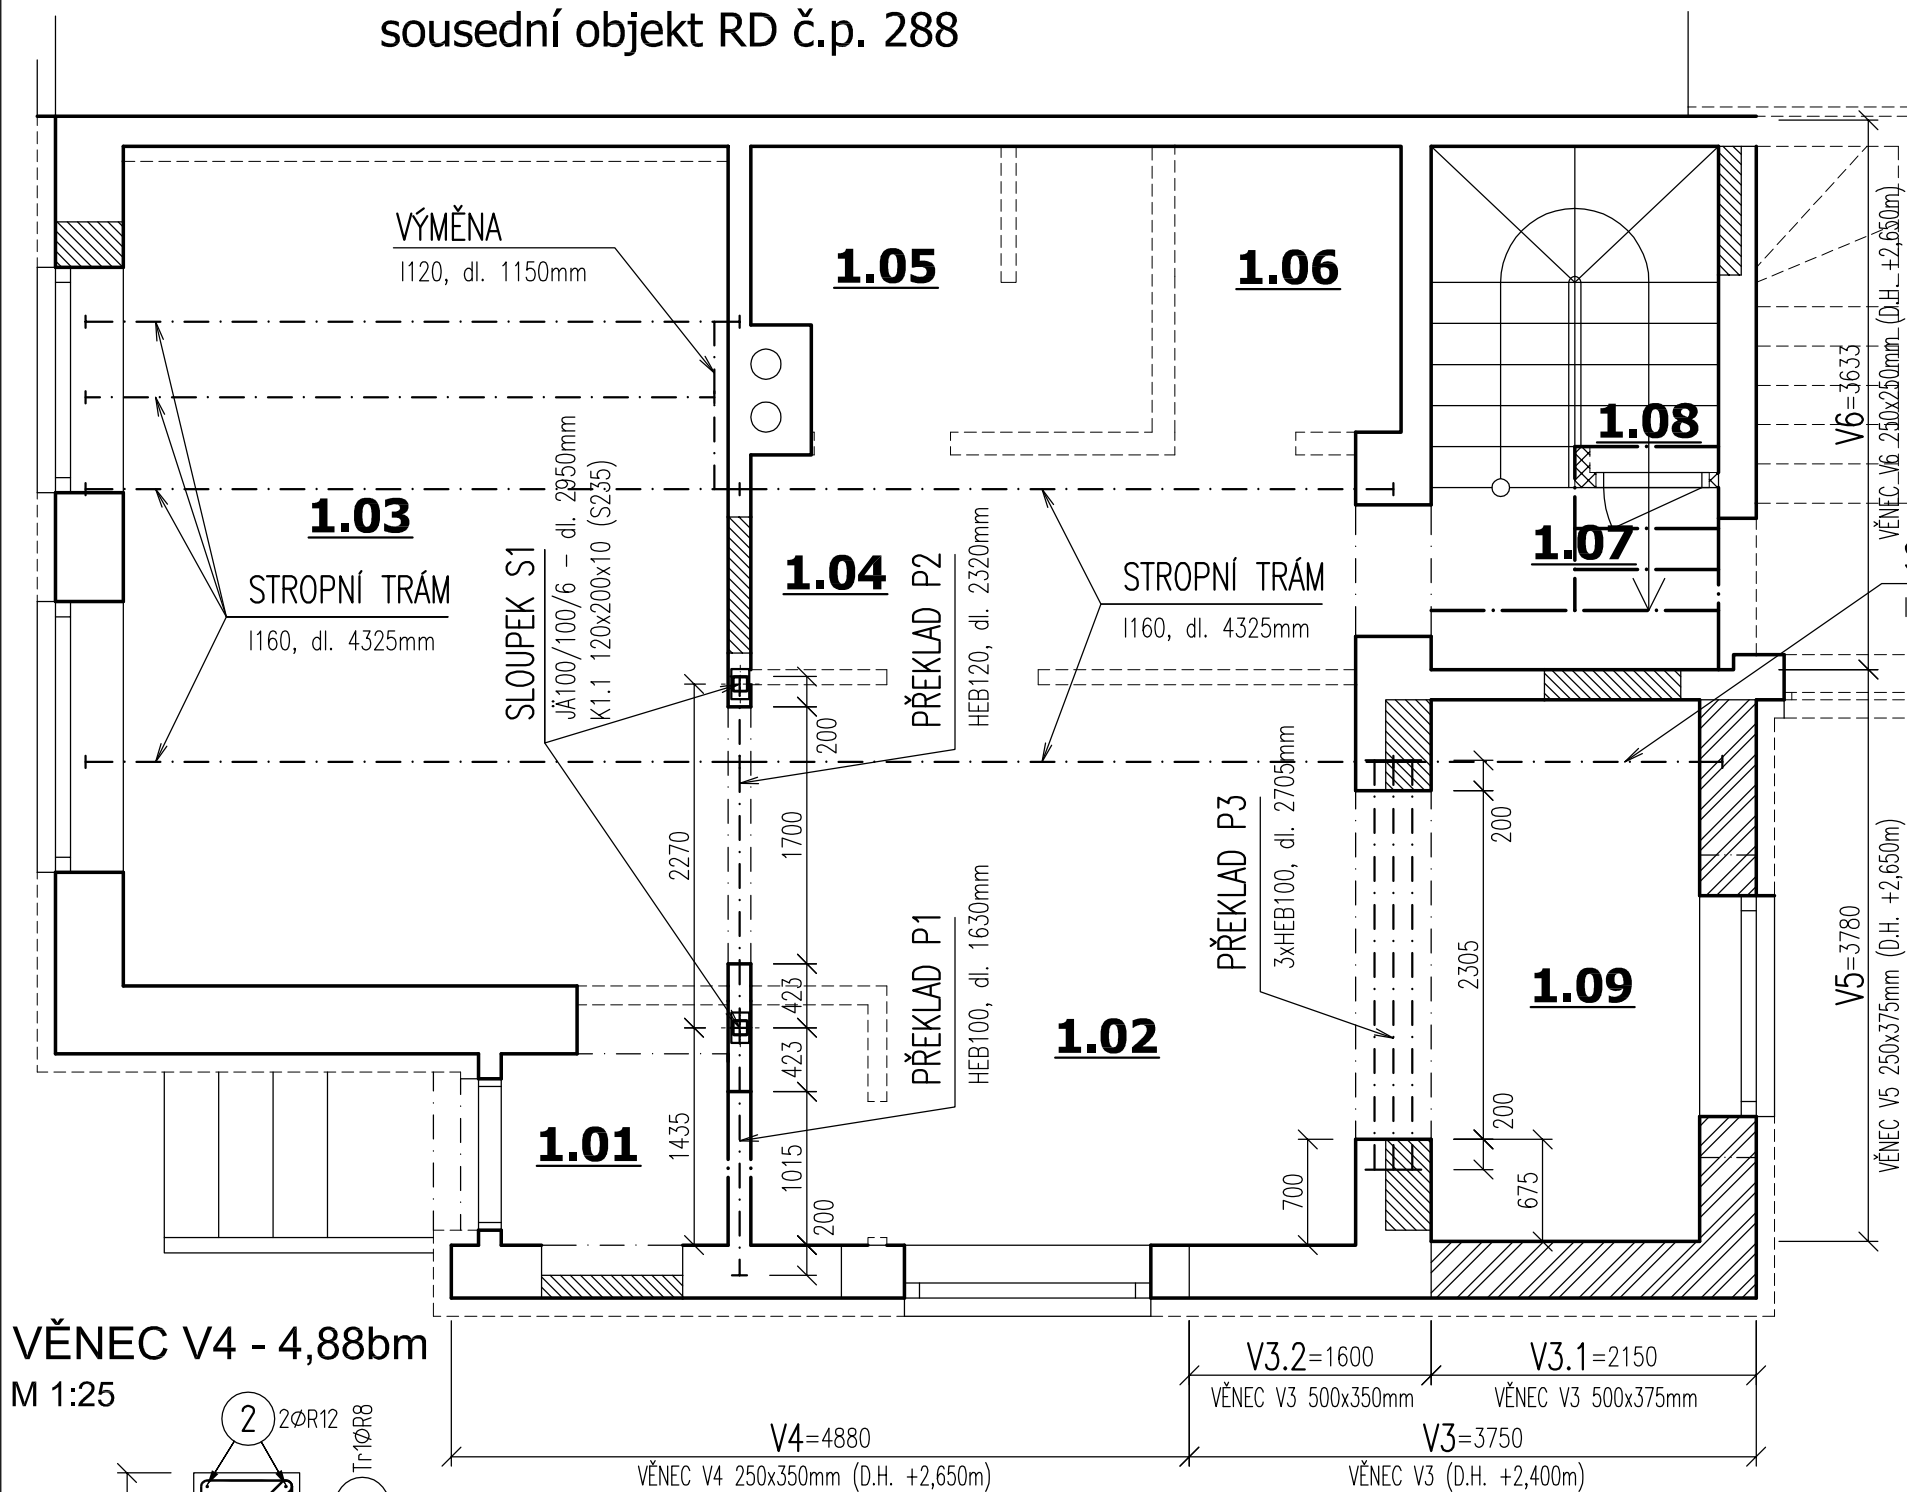 sousední objekt RD č.p. 288
VÝMĚNA
I120, dl. 1150mm
1.05
1.06
1.08
1.03
STROPNÍ TRÁM
I160, dl. 4325mm
SLOUPEK S1
JÄ100/100/6 - dl. 2950mm
K1.1 120x200x10 (S235)
1.04
PŘEKLAD P2
HEB120, dl. 2320mm
STROPNÍ TRÁM
I160, dl. 4325mm
1.07
V6=3633
VĚNEC V6 250x250mm (D.H. +2,650m)
200
1700
2270
423
423
1435
1015
200
PŘEKLAD P1
HEB100, dl. 1630mm
PŘEKLAD P3
3xHEB100, dl. 2705mm
200
2305
200
700
675
1.09
1.02
1.01
V5=3780
VĚNEC V5 250x375mm (D.H. +2,650m)
VĚNEC V4 - 4,88bm
M 1:25
2
2ØR12
Tr1ØR8
V3.2=1600
VĚNEC V3 500x350mm
V3.1=2150
VĚNEC V3 500x375mm
V4=4880
VĚNEC V4 250x350mm (D.H. +2,650m)
V3=3750
VĚNEC V3 (D.H. +2,400m)